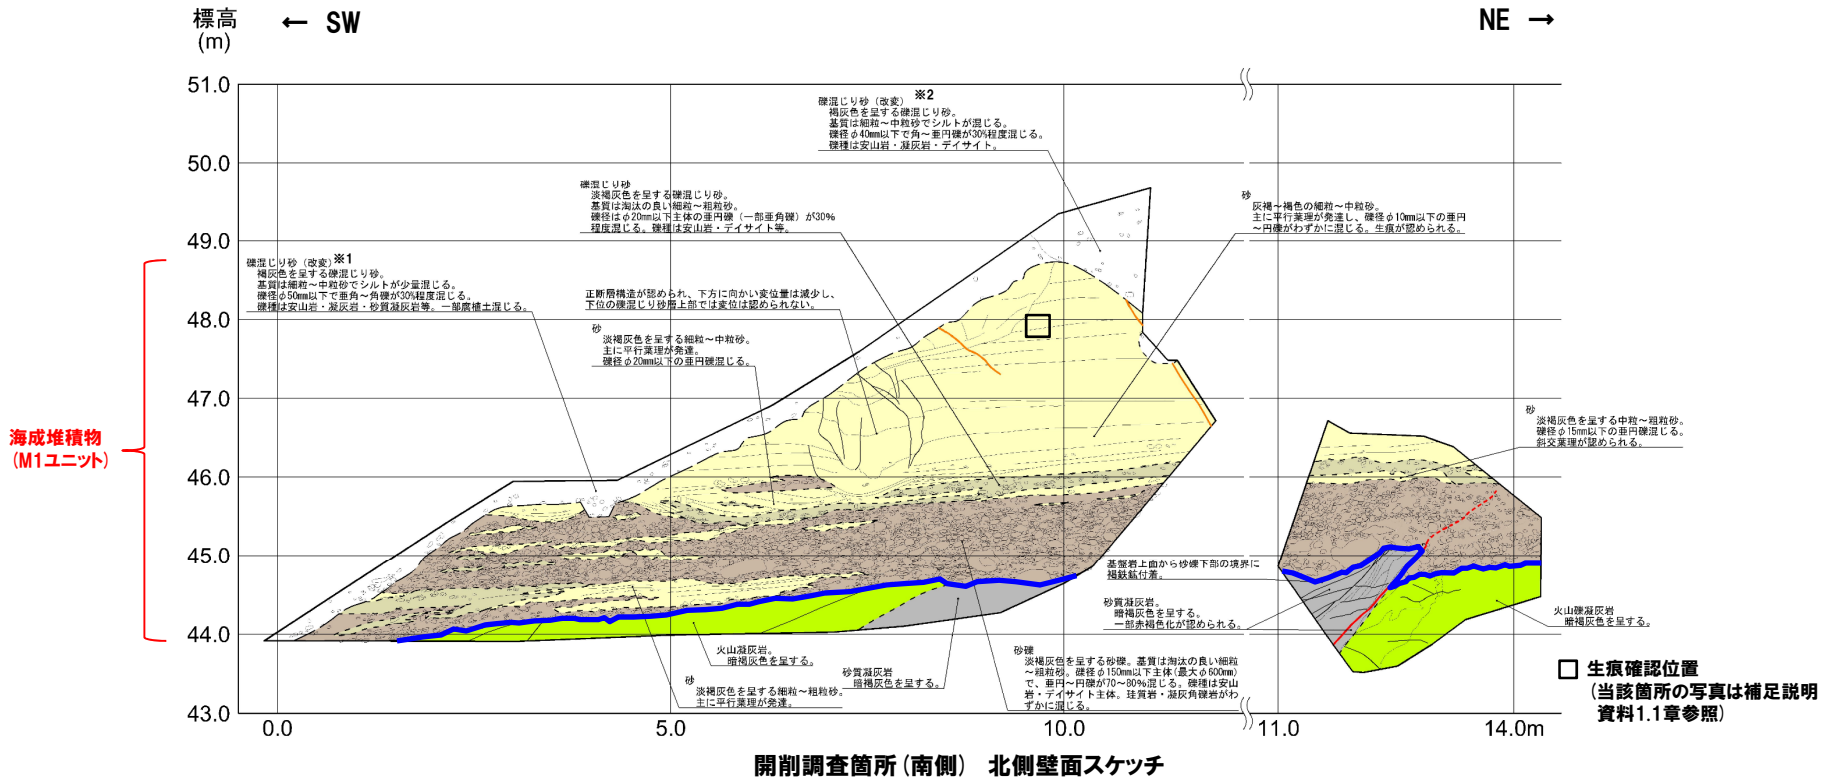 標高
(m)
← SW
NE →
51.0
50.0
49.0
48.0
47.0
46.0
45.0
44.0
43.0
礫混じり砂（改変） ※2
褐灰色を呈する礫混じり砂。
基質は細粒～中粒砂でシルトが混じる。
礫径φ40mm以下で角～亜円礫が30%程度混じる。
礫種は安山岩・凝灰岩・デイサイト。
礫混じり砂
淡褐灰色を呈する礫混じり砂。
基質は淘汰の良い細粒～粗粒砂。
礫径はφ20mm以下主体の亜円礫（一部亜角礫）が30%
程度混じる。礫種は安山岩・デイサイト等。
砂
灰褐～褐色の細粒～中粒砂。
主に平行葉理が発達し、礫径φ10mm以下の亜円
～円礫がわずかに混じる。生痕が認められる。
礫混じり砂（改変）※1
褐灰色を呈する礫混じり砂。
基質は細粒～中粒砂でシルトが少量混じる。
礫径φ50mm以下で亜角～角礫が30%程度混じる。
礫種は安山岩・凝灰岩・砂質凝灰岩等。一部腐植土混じる。
正断層構造が認められ、下方に向かい変位量は減少し、
下位の礫混じり砂層上部では変位は認められない。
砂
淡褐灰色を呈する細粒～中粒砂。
主に平行葉理が発達。
礫径φ20mm以下の亜円礫混じる。
海成堆積物
(M1ユニット)
砂
淡褐灰色を呈する中粒～粗粒砂。
礫径φ15mm以下の亜円礫混じる。
斜交葉理が認められる。
基盤岩上面から砂礫下部の境界に
褐鉄鉱付着。
砂質凝灰岩。
暗褐灰色を呈する。
一部赤褐色化が認められる。
火山礫凝灰岩
暗褐灰色を呈する。
火山凝灰岩。
暗褐灰色を呈する。
砂質凝灰岩
暗褐灰色を呈する。
砂
淡褐灰色を呈する細粒～粗粒砂。
主に平行葉理が発達。
砂礫
淡褐灰色を呈する砂礫。基質は淘汰の良い細粒
～粗粒砂。礫径φ150mm以下主体(最大φ600mm)
で、亜円～円礫が70～80%混じる。礫種は安山
岩・デイサイト主体。珪質岩・凝灰角礫岩がわ
ずかに混じる。
□ 生痕確認位置
(当該箇所の写真は補足説明
資料1.1章参照)
0.0
5.0
10.0
11.0
14.0m
開削調査箇所(南側) 北側壁面スケッチ